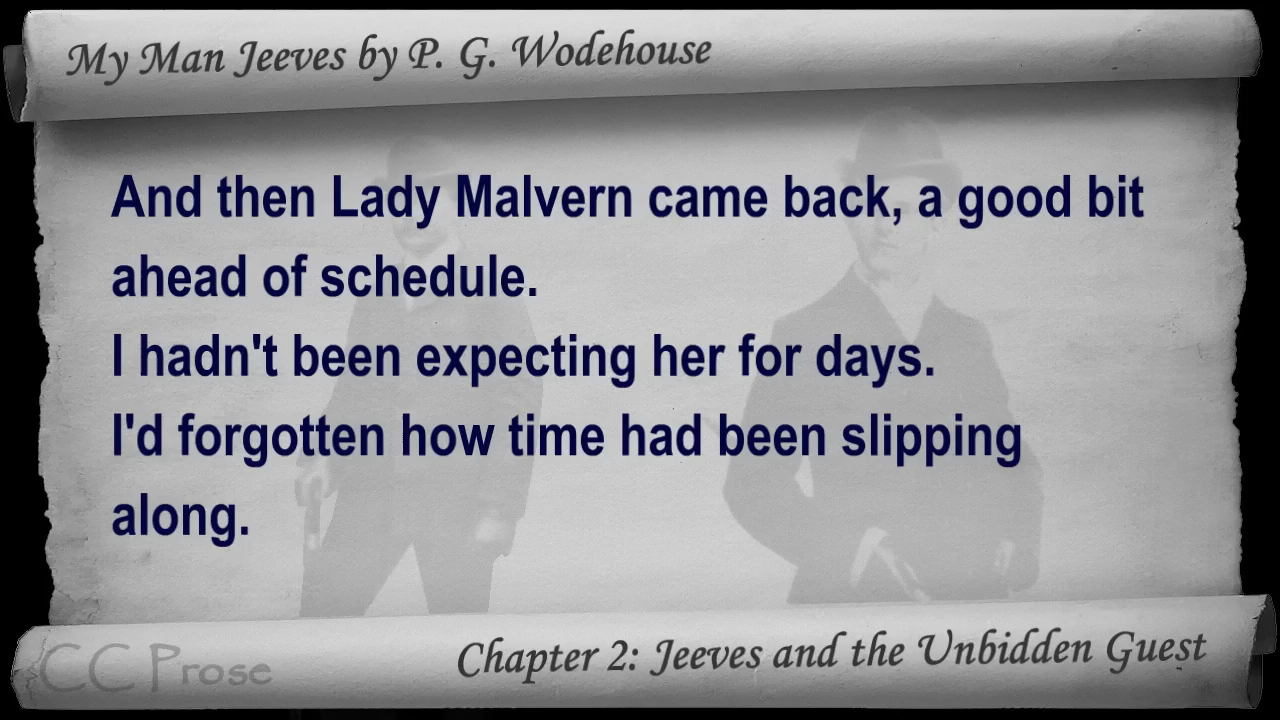 My Man Jeeves by P. G. Wodehouse
And then Lady Malvern came back, a good bit
ahead of schedule.
I hadn't been expecting her for days.
I'd forgotten how time had been slipping
along.
CC Prose
Chapter 2: Jeeves and the Unbidden Guest